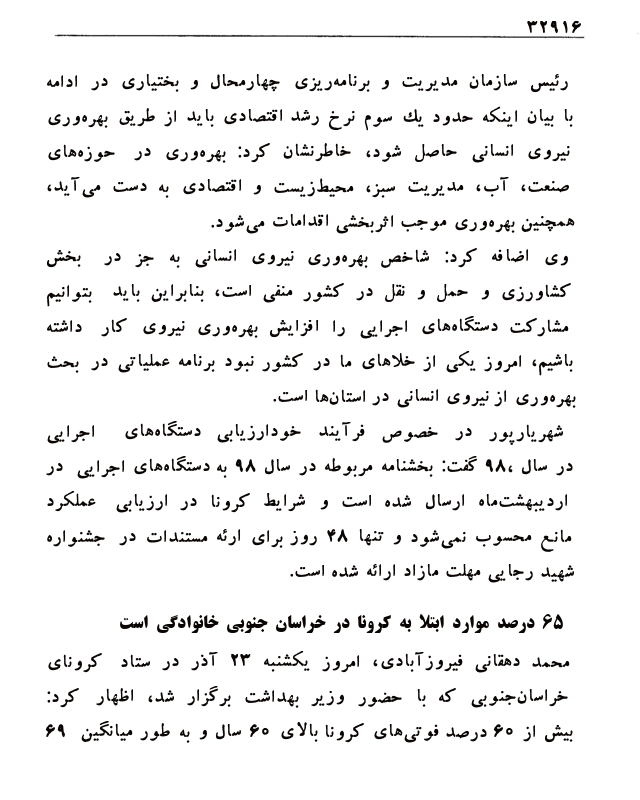 ۳۲۹۱۶
رئیس سازمان مدیریت و برنامه‌ریزی چهارمحال و بختیاری در ادامه
با بیان اینکه حدود یك سوم نرخ رشد اقتصادی باید از طریق بهره‌وری
نیروی انسانی حاصل شود، خاطرنشان کرد: بهره‌وری در حوزه‌های
صنعت، آب، مدیریت سبز، محیط‌زیست و اقتصادی به دست می‌آید،
همچنین بهره‌وری موجب اثربخشی اقدامات می‌شود.
وی اضافه کرد: شاخص بهره‌وری نیروی انسانی به جز در بخش
کشاورزی و حمل و نقل در کشور منفی است، بنابراین باید بتوانیم
مشارکت دستگاه‌های اجرایی را افزایش بهره‌وری نیروی کار داشته
باشیم، امروز یکی از خلاهای ما در کشور نبود برنامه عملیاتی در بحث
بهره‌وری از نیروی انسانی در استان‌ها است.
شهریارپور در خصوص فرآیند خودارزیابی دستگاه‌های اجرایی
در سال ۹۸، گفت: بخشنامه مربوطه در سال ۹۸ به دستگاه‌های اجرایی در
اردیبهشت‌ماه ارسال شده است و شرایط کرونا در ارزیابی عملکرد
مانع محسوب نمی‌شود و تنها ۴۸ روز برای ارئه مستندات در جشنواره
شهید رجایی مهلت مازاد ارائه شده است.
۶۵ درصد موارد ابتلا به کرونا در خراسان جنوبی خانوادگی است
محمد دهقانی فیروزآبادی، امروز یکشنبه ۲۳ آذر در ستاد کرونای
خراسان‌جنوبی که با حضور وزیر بهداشت برگزار شد، اظهار کرد:
بیش از ۶۰ درصد فوتی‌های کرونا بالای ۶۰ سال و به طور میانگین ۶۹